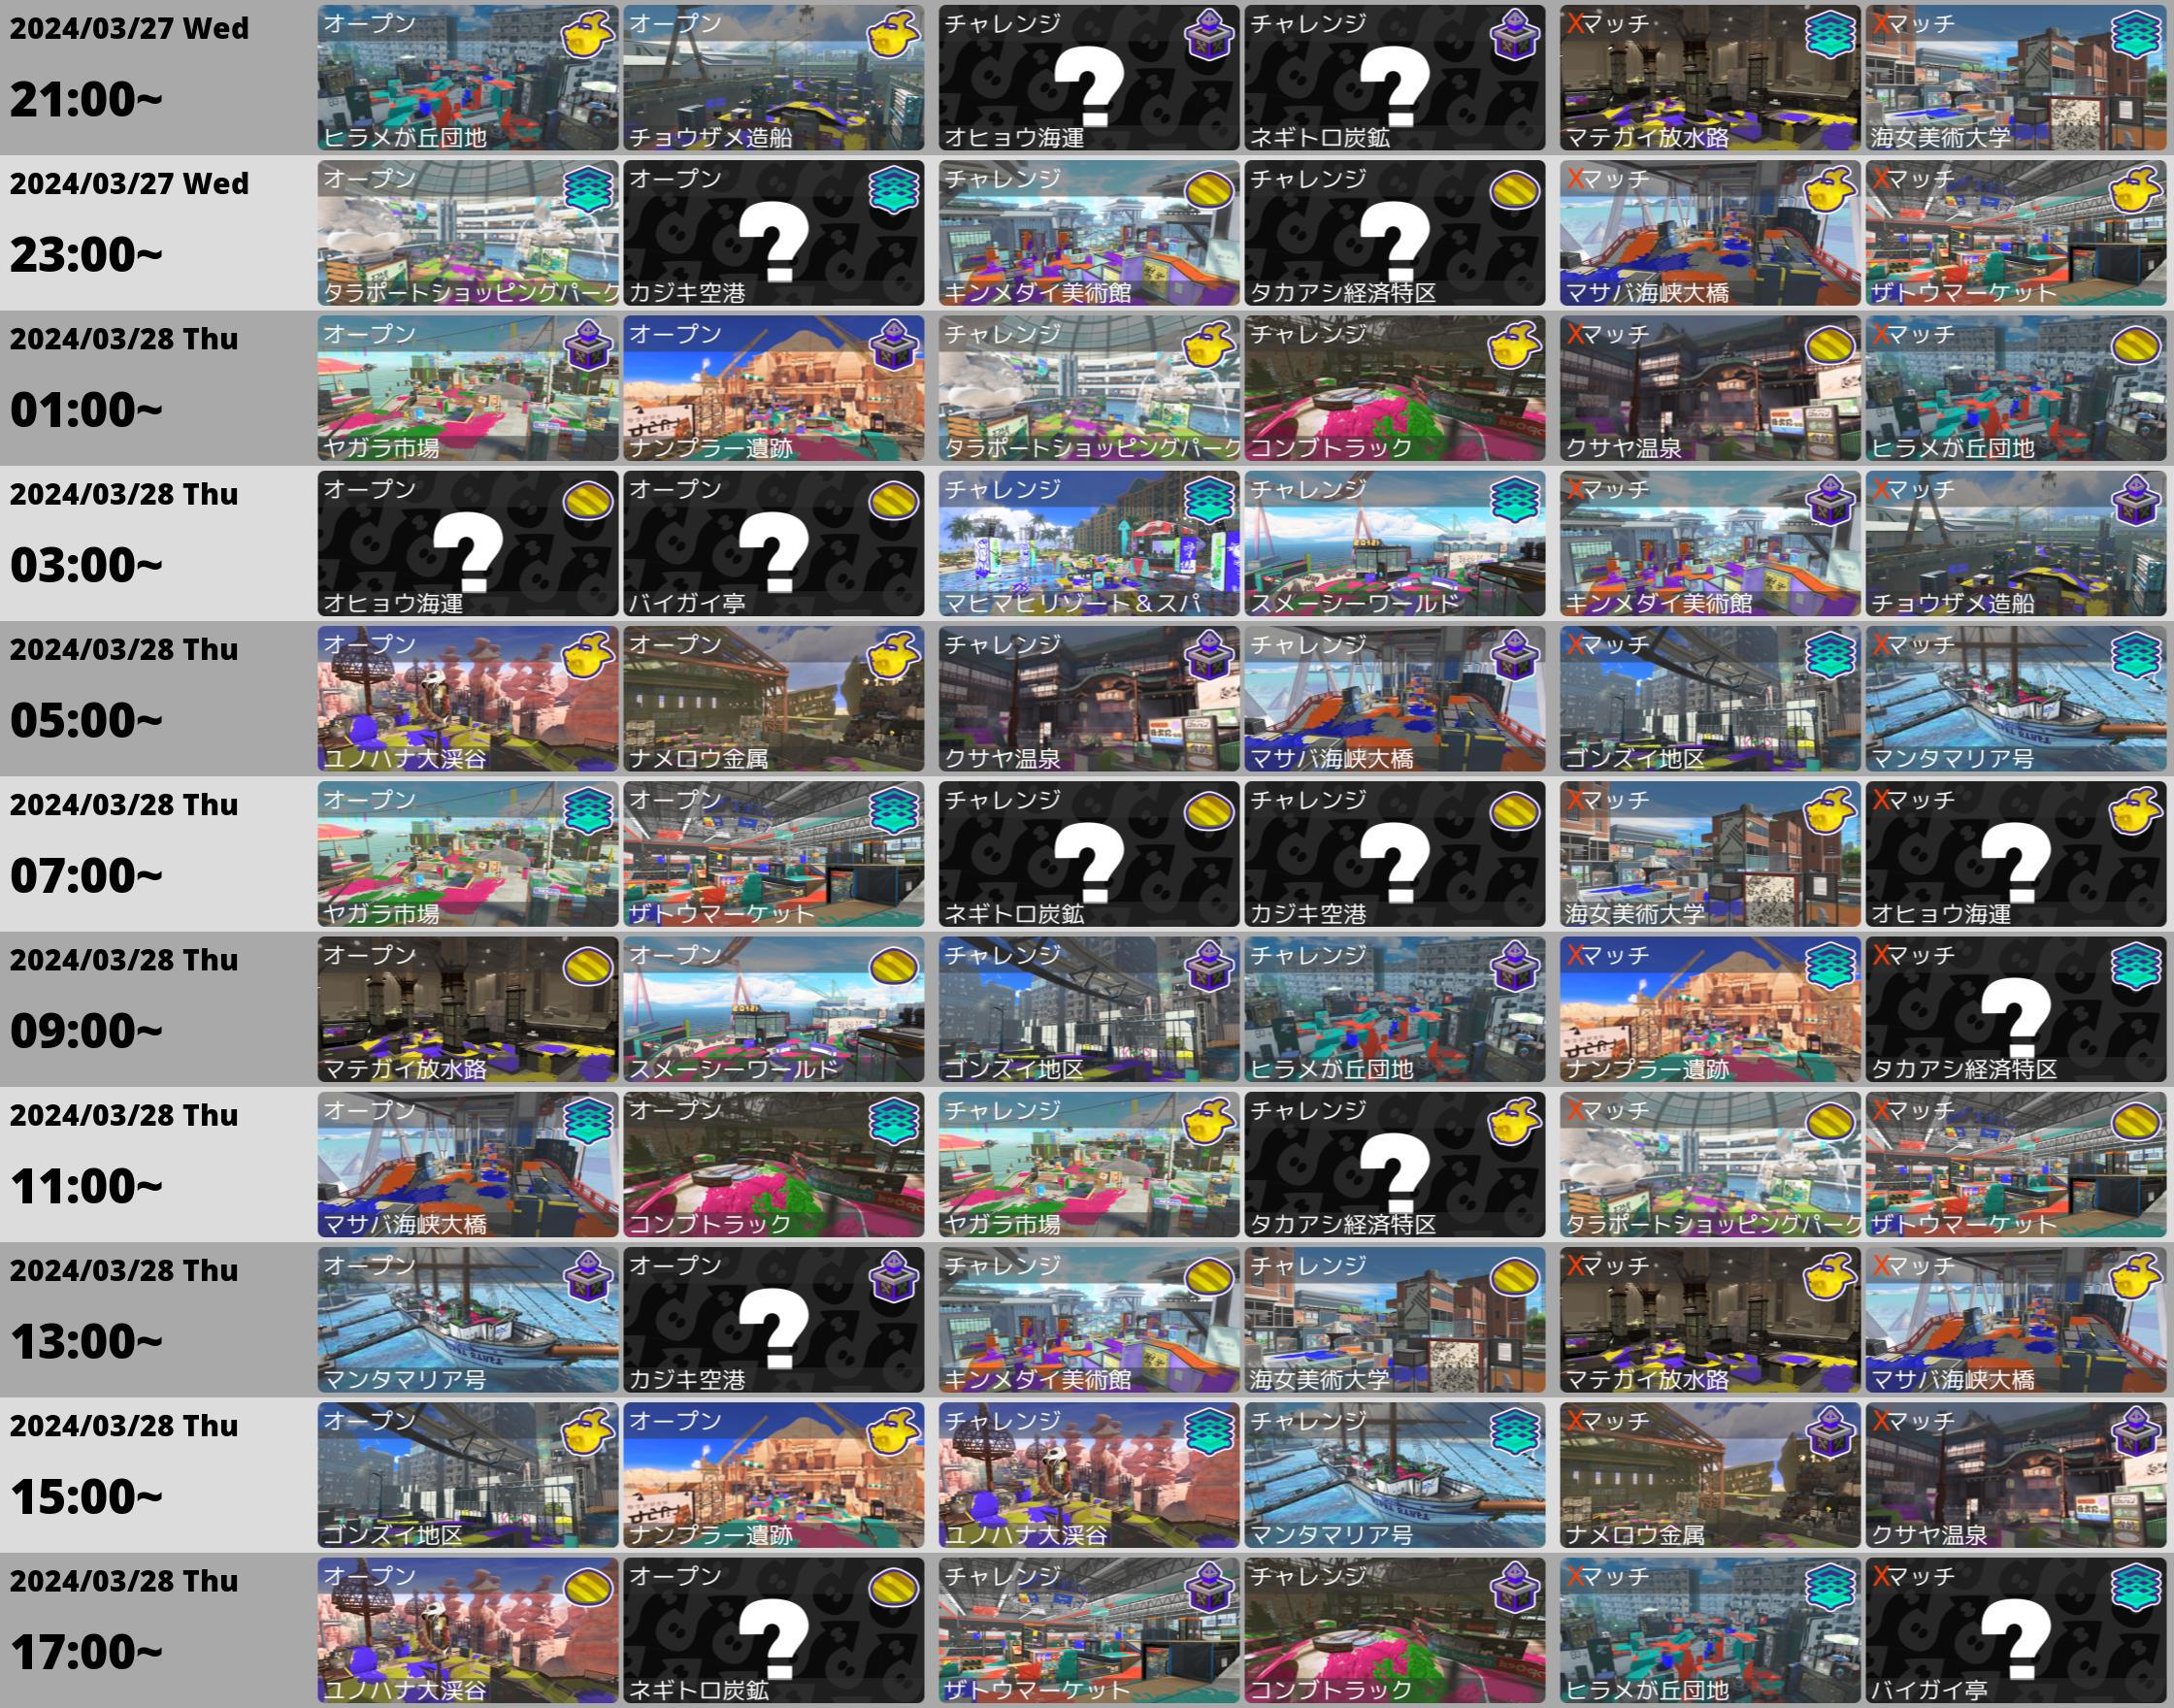 2024/03/27 Wed
21:00~
オープン
ヒラメが丘団地
オープン
チョウザメ造船
チャレンジ
オヒョウ海運
チャレンジ
ネギトロ炭鉱
Xマッチ
マテガイ放水路
Xマッチ
海女美術大学
2024/03/27 Wed
23:00~
オープン
タラポートショッピングパーク
オープン
カジキ空港
チャレンジ
キンメダイ美術館
チャレンジ
タカアシ経済特区
Xマッチ
マサバ海峡大橋
Xマッチ
ザトウマーケット
2024/03/28 Thu
01:00~
オープン
ヤガラ市場
オープン
ナンプラー遺跡
チャレンジ
タラポートショッピングパーク
チャレンジ
コンブトラック
Xマッチ
クサヤ温泉
Xマッチ
ヒラメが丘団地
2024/03/28 Thu
03:00~
オープン
オヒョウ海運
オープン
バイガイ亭
チャレンジ
マヒマヒリゾート&スパ
チャレンジ
スメーシーワールド
Xマッチ
キンメダイ美術館
Xマッチ
チョウザメ造船
2024/03/28 Thu
05:00~
オープン
ユノハナ大渓谷
オープン
ナメロウ金属
チャレンジ
クサヤ温泉
チャレンジ
マサバ海峡大橋
Xマッチ
ゴンズイ地区
Xマッチ
マンタマリア号
2024/03/28 Thu
07:00~
オープン
ヤガラ市場
オープン
ザトウマーケット
チャレンジ
ネギトロ炭鉱
チャレンジ
カジキ空港
Xマッチ
海女美術大学
Xマッチ
オヒョウ海運
2024/03/28 Thu
09:00~
オープン
マテガイ放水路
オープン
スメーシーワールド
チャレンジ
ゴンズイ地区
チャレンジ
ヒラメが丘団地
Xマッチ
ナンプラー遺跡
Xマッチ
タカアシ経済特区
2024/03/28 Thu
11:00~
オープン
マサバ海峡大橋
オープン
コンブトラック
チャレンジ
ヤガラ市場
チャレンジ
タカアシ経済特区
Xマッチ
タラポートショッピングパーク
Xマッチ
ザトウマーケット
2024/03/28 Thu
13:00~
オープン
マンタマリア号
オープン
カジキ空港
チャレンジ
キンメダイ美術館
チャレンジ
海女美術大学
Xマッチ
マテガイ放水路
Xマッチ
マサバ海峡大橋
2024/03/28 Thu
15:00~
オープン
ゴンズイ地区
オープン
ナンプラー遺跡
チャレンジ
ユノハナ大渓谷
チャレンジ
マンタマリア号
Xマッチ
ナメロウ金属
Xマッチ
クサヤ温泉
2024/03/28 Thu
17:00~
オープン
ユノハナ大渓谷
オープン
ネギトロ炭鉱
チャレンジ
ザトウマーケット
チャレンジ
コンブトラック
Xマッチ
ヒラメが丘団地
Xマッチ
バイガイ亭